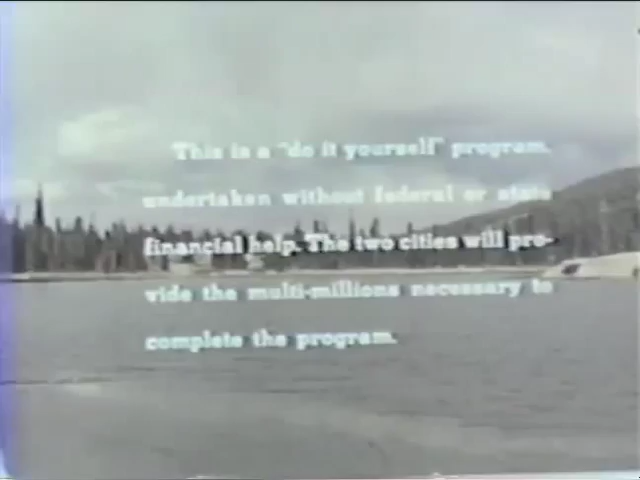 This is a "do it yourself" program,
undertaken without federal or state
financial help. The two cities will pro-
vide the multi-millions necessary to
complete the program.